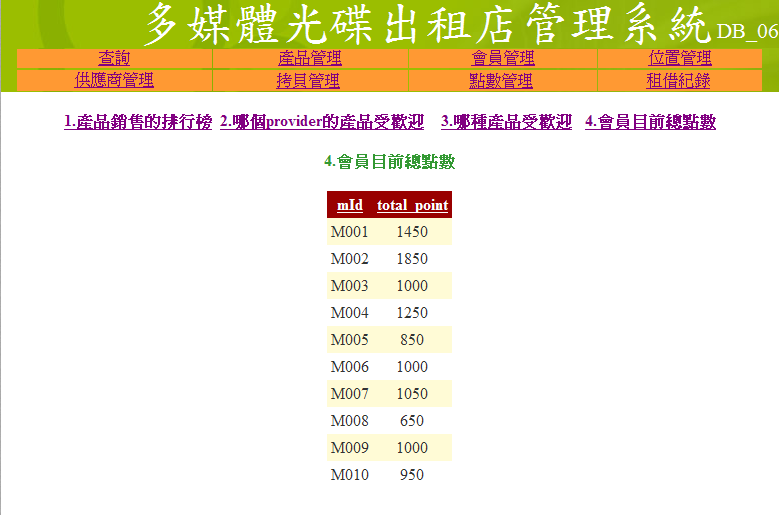 多媒體光碟出租店管理系統 DB_06
查詢 產品管理 會員管理 位置管理
供應商管理 拷貝管理 點數管理 租借紀錄
1.產品銷售的排行榜 2.哪個provider的產品受歡迎 3.哪種產品受歡迎 4.會員目前總點數
4.會員目前總點數
mId total_point
M001 1450
M002 1850
M003 1000
M004 1250
M005 850
M006 1000
M007 1050
M008 650
M009 1000
M010 950